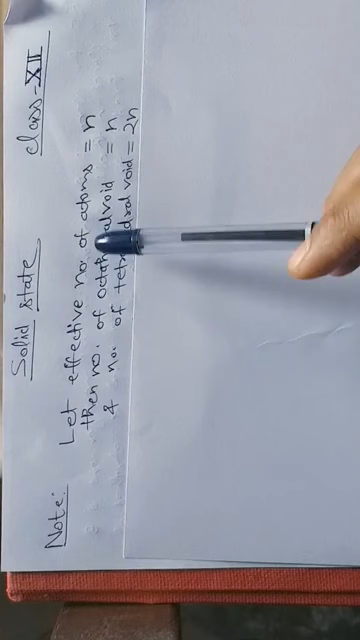 Solid state class-XII
Note: Let effective no. of atoms = n
then no. of octahedral void = n
& no. of tetrahedral void = 2n